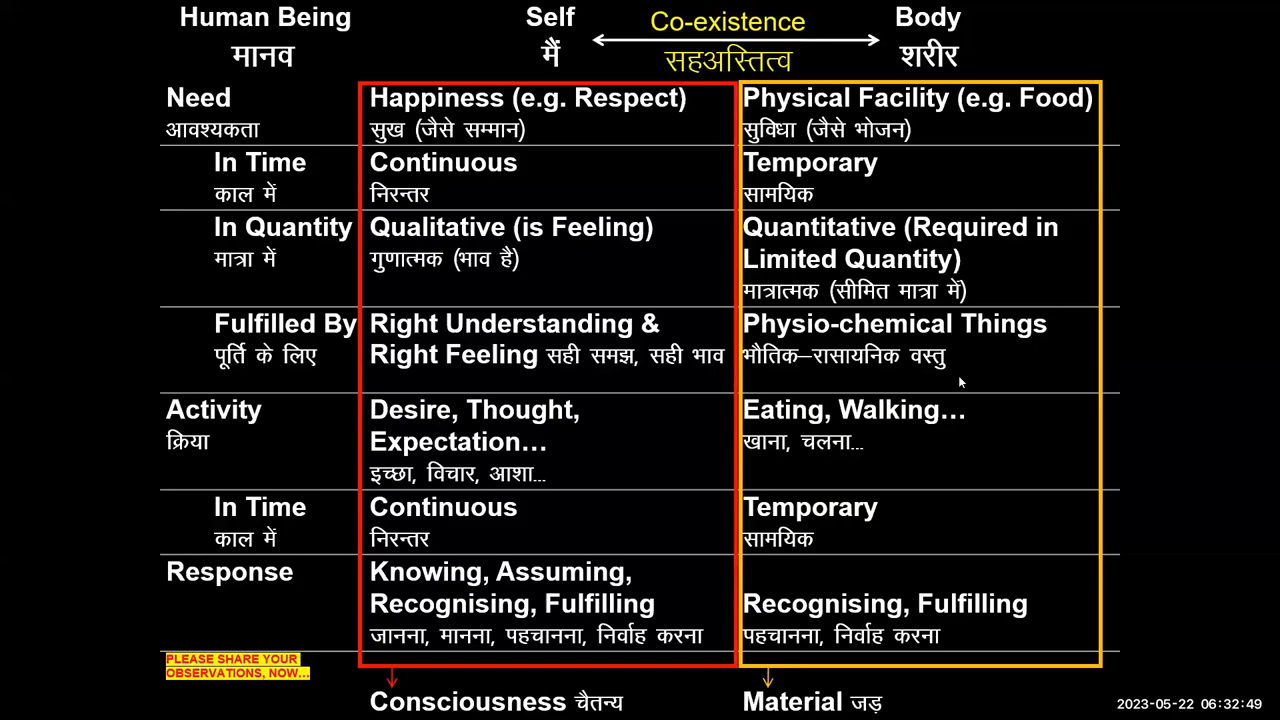 Human Being Self Co-existence Body
मानव मैं सहअस्तित्व शरीर
Need Happiness (e.g. Respect) Physical Facility (e.g. Food)
आवश्यकता सुख (जैसे सम्मान) सुविधा (जैसे भोजन)
In Time Continuous Temporary
काल में निरन्तर सामयिक
In Quantity Qualitative (is Feeling) Quantitative (Required in
मात्रा में गुणात्मक (भाव है) Limited Quantity)
मात्रात्मक (सीमित मात्रा में)
Fulfilled By Right Understanding & Physio-chemical Things
पूर्ति के लिए Right Feeling सही समझ, सही भाव भौतिक–रासायनिक वस्तु
Activity Desire, Thought, Eating, Walking…
क्रिया Expectation… खाना, चलना...
इच्छा, विचार, आशा...
In Time Continuous Temporary
काल में निरन्तर सामयिक
Response Knowing, Assuming,
Recognising, Fulfilling Recognising, Fulfilling
जानना, मानना, पहचानना, निर्वाह करना पहचानना, निर्वाह करना
PLEASE SHARE YOUR
OBSERVATIONS, NOW…
Consciousness चैतन्य Material जड़
2023-05-22 06:32:49